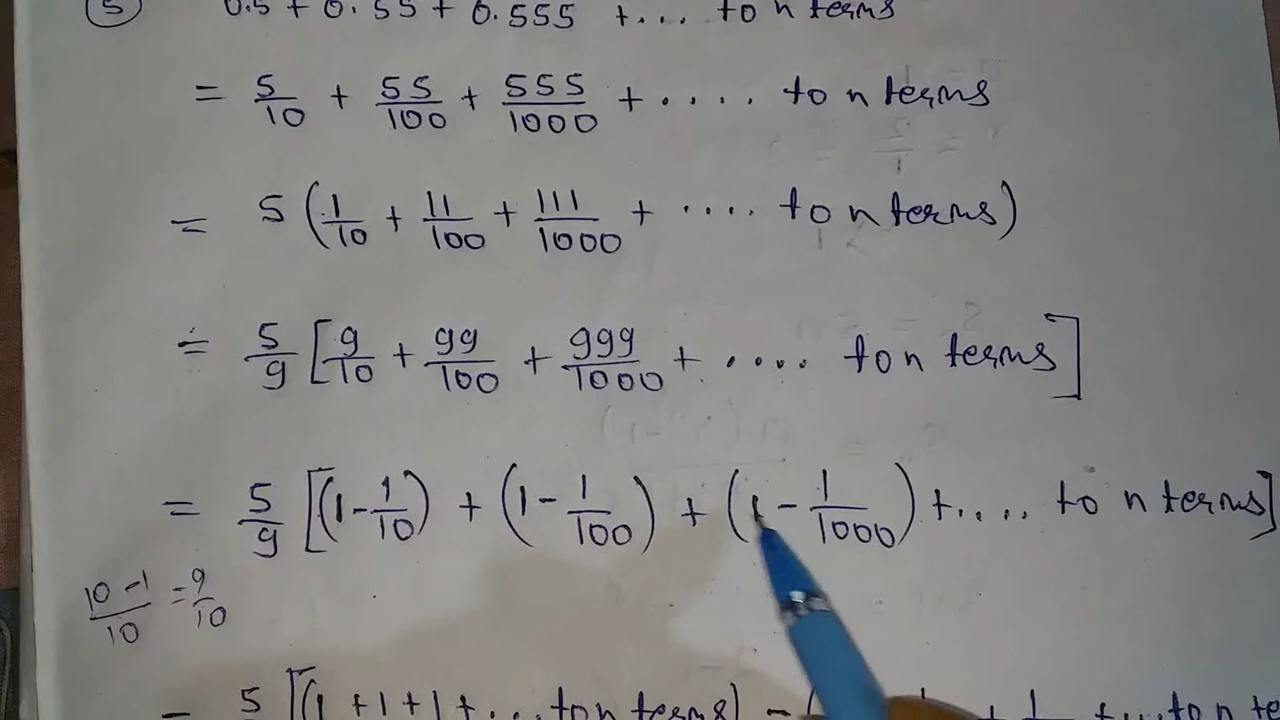 5 0.5 + 0.55 + 0.555 +... to n terms
= 5/10 + 55/100 + 555/1000 + .... to n terms
= 5 (1/10 + 11/100 + 111/1000 + .... to n terms)
= 5/9 [9/10 + 99/100 + 999/1000 + .... to n terms]
= 5/9 [(1 - 1/10) + (1 - 1/100) + (1 - 1/1000) + .... to n terms]
10 - 1/10 = 9/10
= 5 [(1 + 1 + 1 + ... to n terms) - ( + 1 + ... to n te